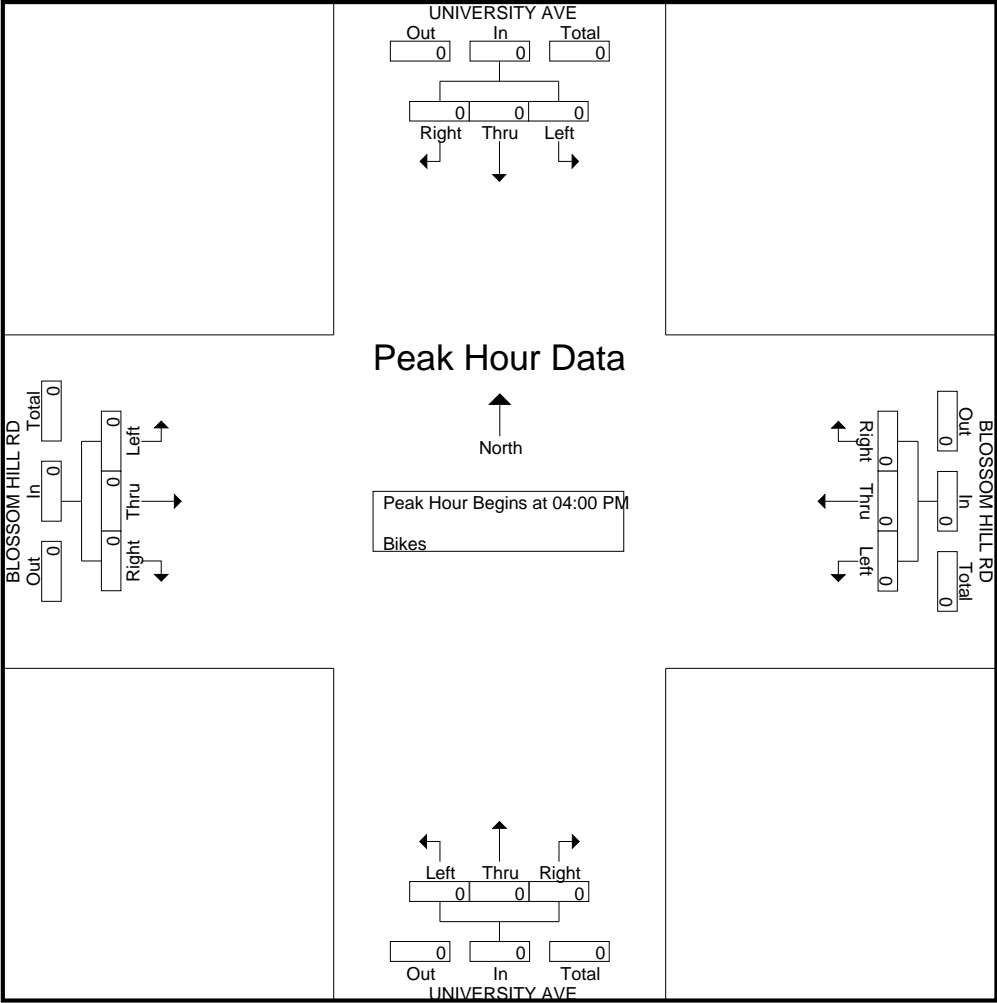 UNIVERSITY AVE
Out In Total
0 0 0
0 0 0
Right Thru Left
Peak Hour Data
North
Peak Hour Begins at 04:00 PM
Bikes
BLOSSOM HILL RD
Out In Total
0 0 0
0 0 0
Left Thru Right
BLOSSOM HILL RD
Out In Total
0 0 0
0 0 0
Right Thru Left
Left Thru Right
0 0 0
0 0 0
Out In Total
UNIVERSITY AVE